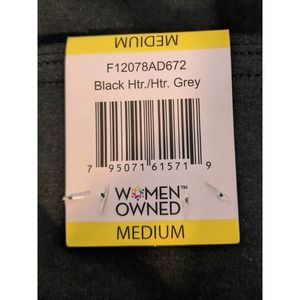 MEDIUM
F12078AD672
Black Htr./Htr. Grey
7 95071 61571 9
WOMEN
OWNED
MEDIUM